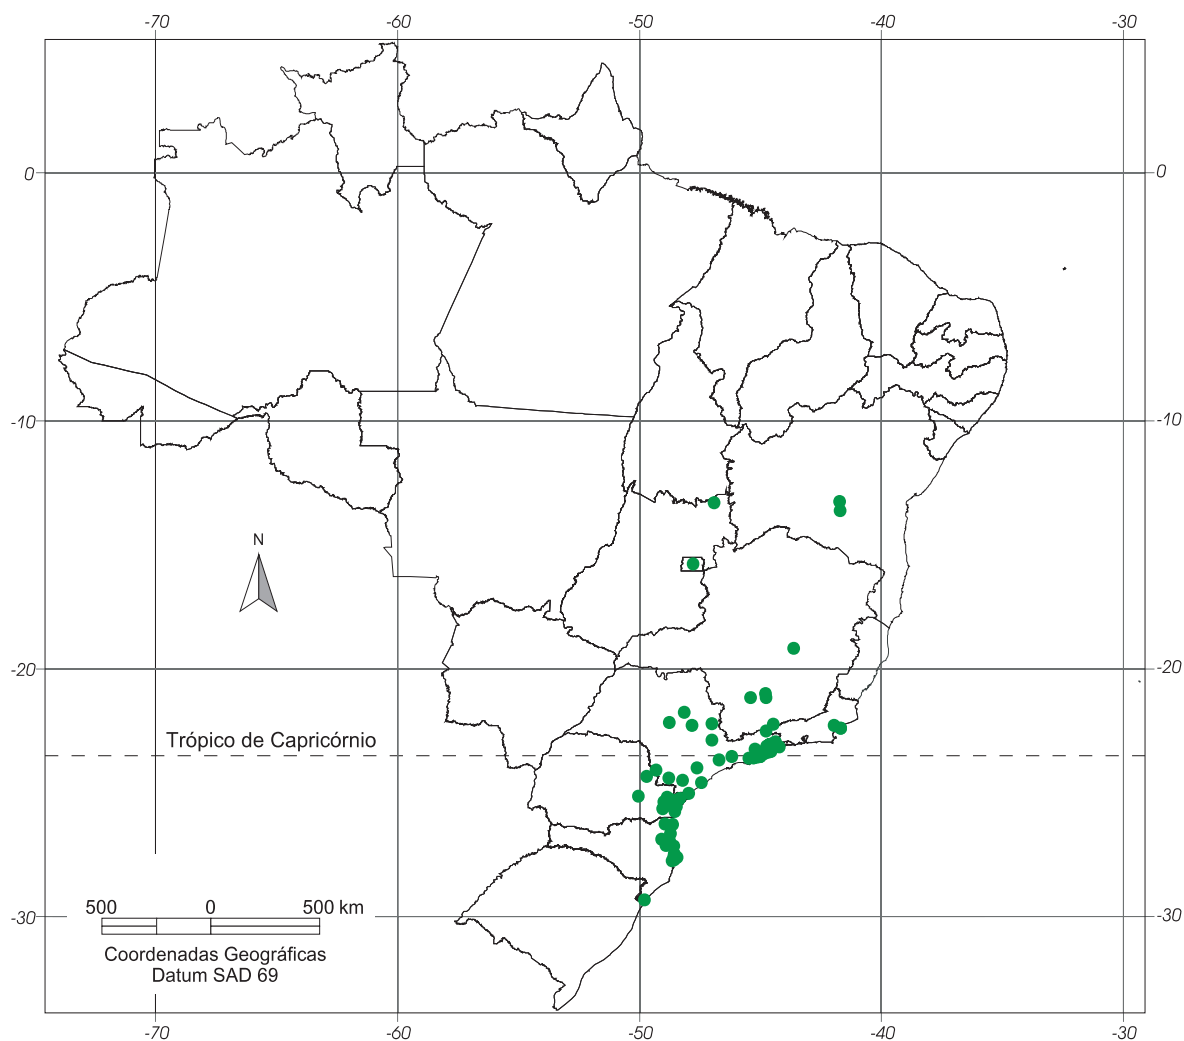 -70 -60 -50 -40 -30
0 0
-10 -10
N
-20 -20
Trópico de Capricórnio
500 0 500 km
-30 -30
Coordenadas Geográficas
Datum SAD 69
-70 -60 -50 -40 -30